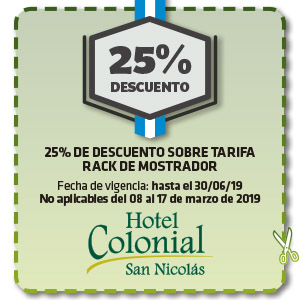 25%
DESCUENTO
25% DE DESCUENTO SOBRE TARIFA
RACK DE MOSTRADOR
Fecha de vigencia: hasta el 30/06/19
No aplicables del 08 al 17 de marzo de 2019
Hotel
Colonial
San Nicolás